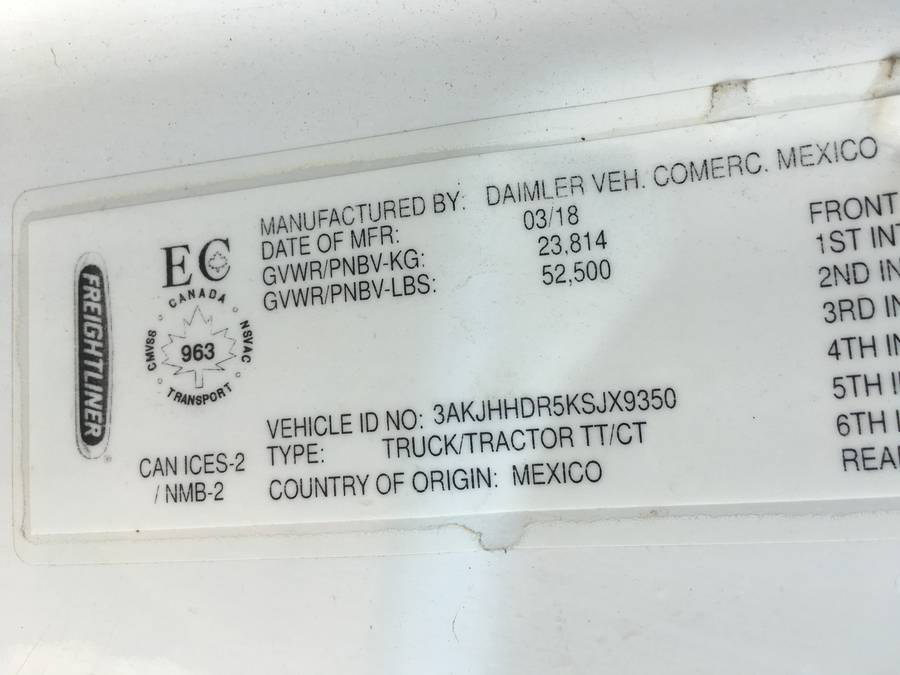 FREIGHTLINER
EC
CANADA
CMVSS
963
NSVAC
TRANSPORT
CAN ICES-2
/ NMB-2
MANUFACTURED BY: DAIMLER VEH. COMERC. MEXICO
DATE OF MFR: 03/18
GVWR/PNBV-KG: 23,814
GVWR/PNBV-LBS: 52,500
VEHICLE ID NO: 3AKJHHDR5KSJX9350
TYPE: TRUCK/TRACTOR TT/CT
COUNTRY OF ORIGIN: MEXICO
FRONT
1ST INT
2ND IN
3RD IN
4TH IN
5TH I
6TH I
REA